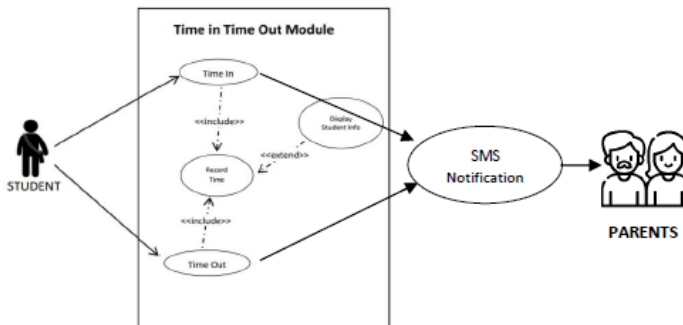 Time in Time Out Module
Time In
<<include>>
Display
Student Info
<<extend>>
STUDENT
Record
Time
<<include>>
Time Out
SMS
Notification
PARENTS